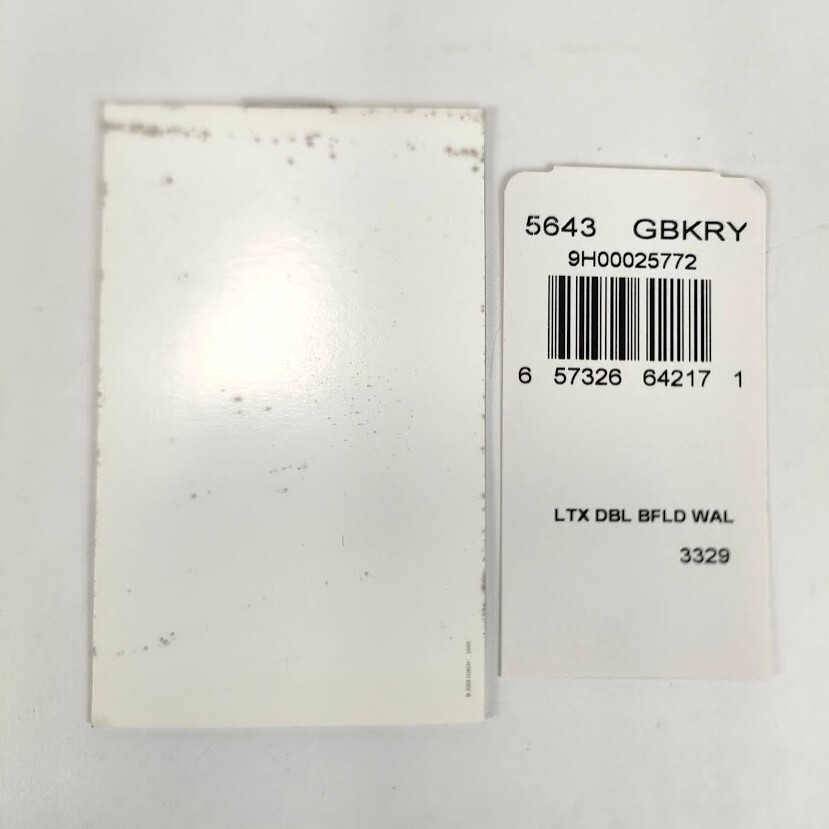 5643 GBKRY
9H00025772
6 57326 64217 1
LTX DBL BFLD WAL
3329